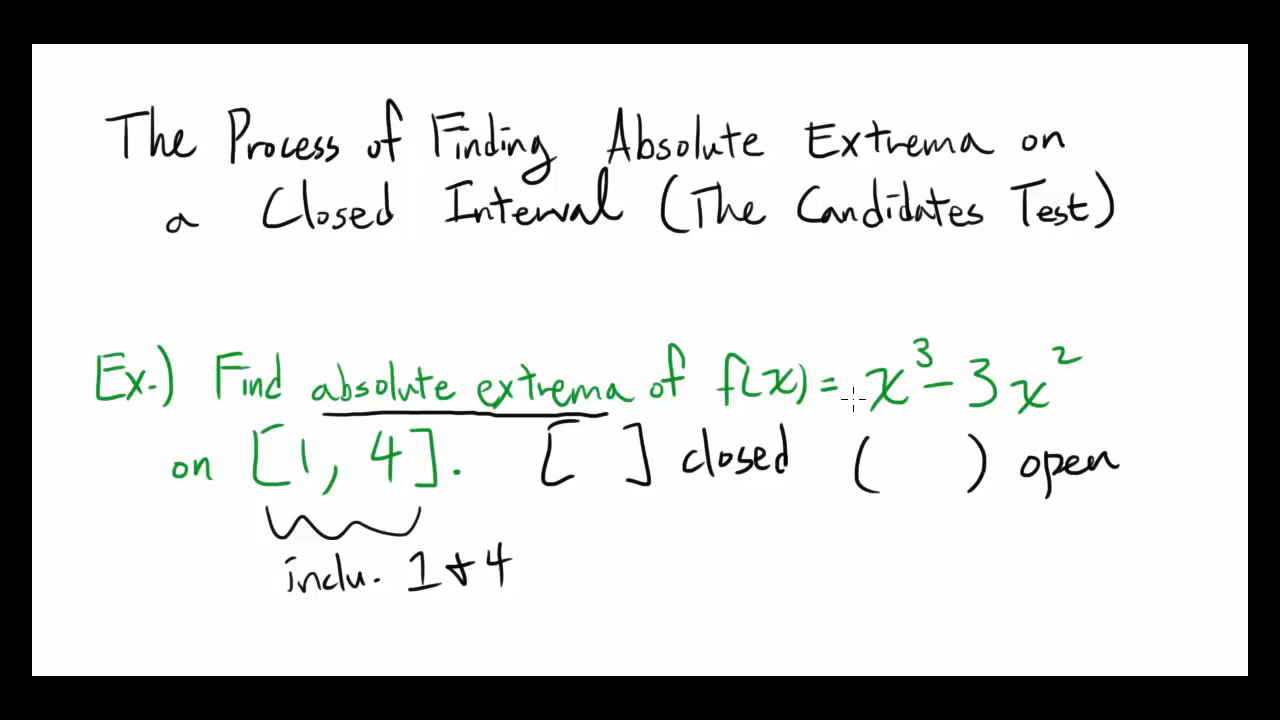 The Process of Finding Absolute Extrema on
a Closed Interval (The Candidates Test)
Ex.) Find absolute extrema of f(x) = x³ - 3x²
on [1, 4]. [ ] closed ( ) open
inclu. 1 & 4